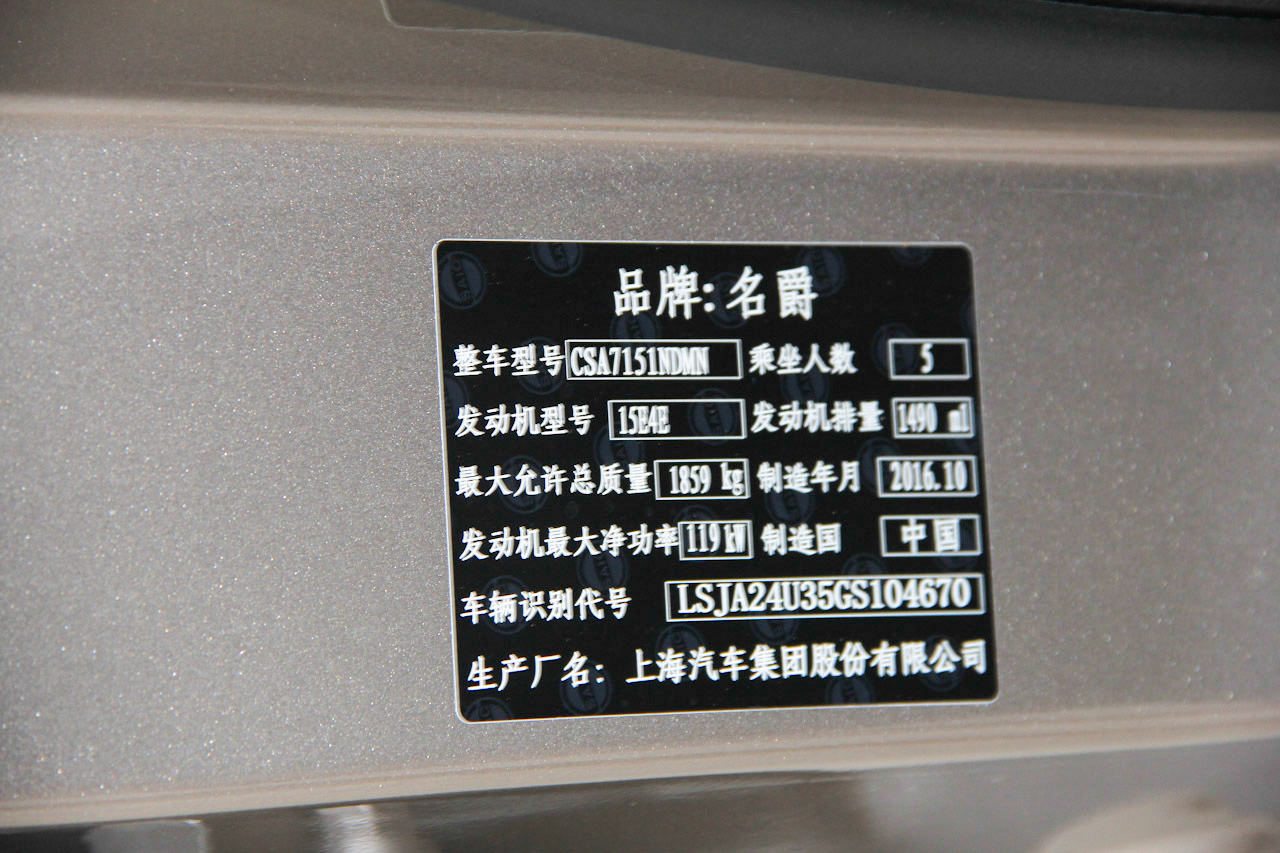 品牌:名爵
整车型号 CSA7151NDMN 乘坐人数 5
发动机型号 15E4E 发动机排量 1490 ml
最大允许总质量 1859 kg 制造年月 2016.10
发动机最大净功率 119 kW 制造国 中国
车辆识别代号 LSJA24U35GS104670
生产厂名：上海汽车集团股份有限公司